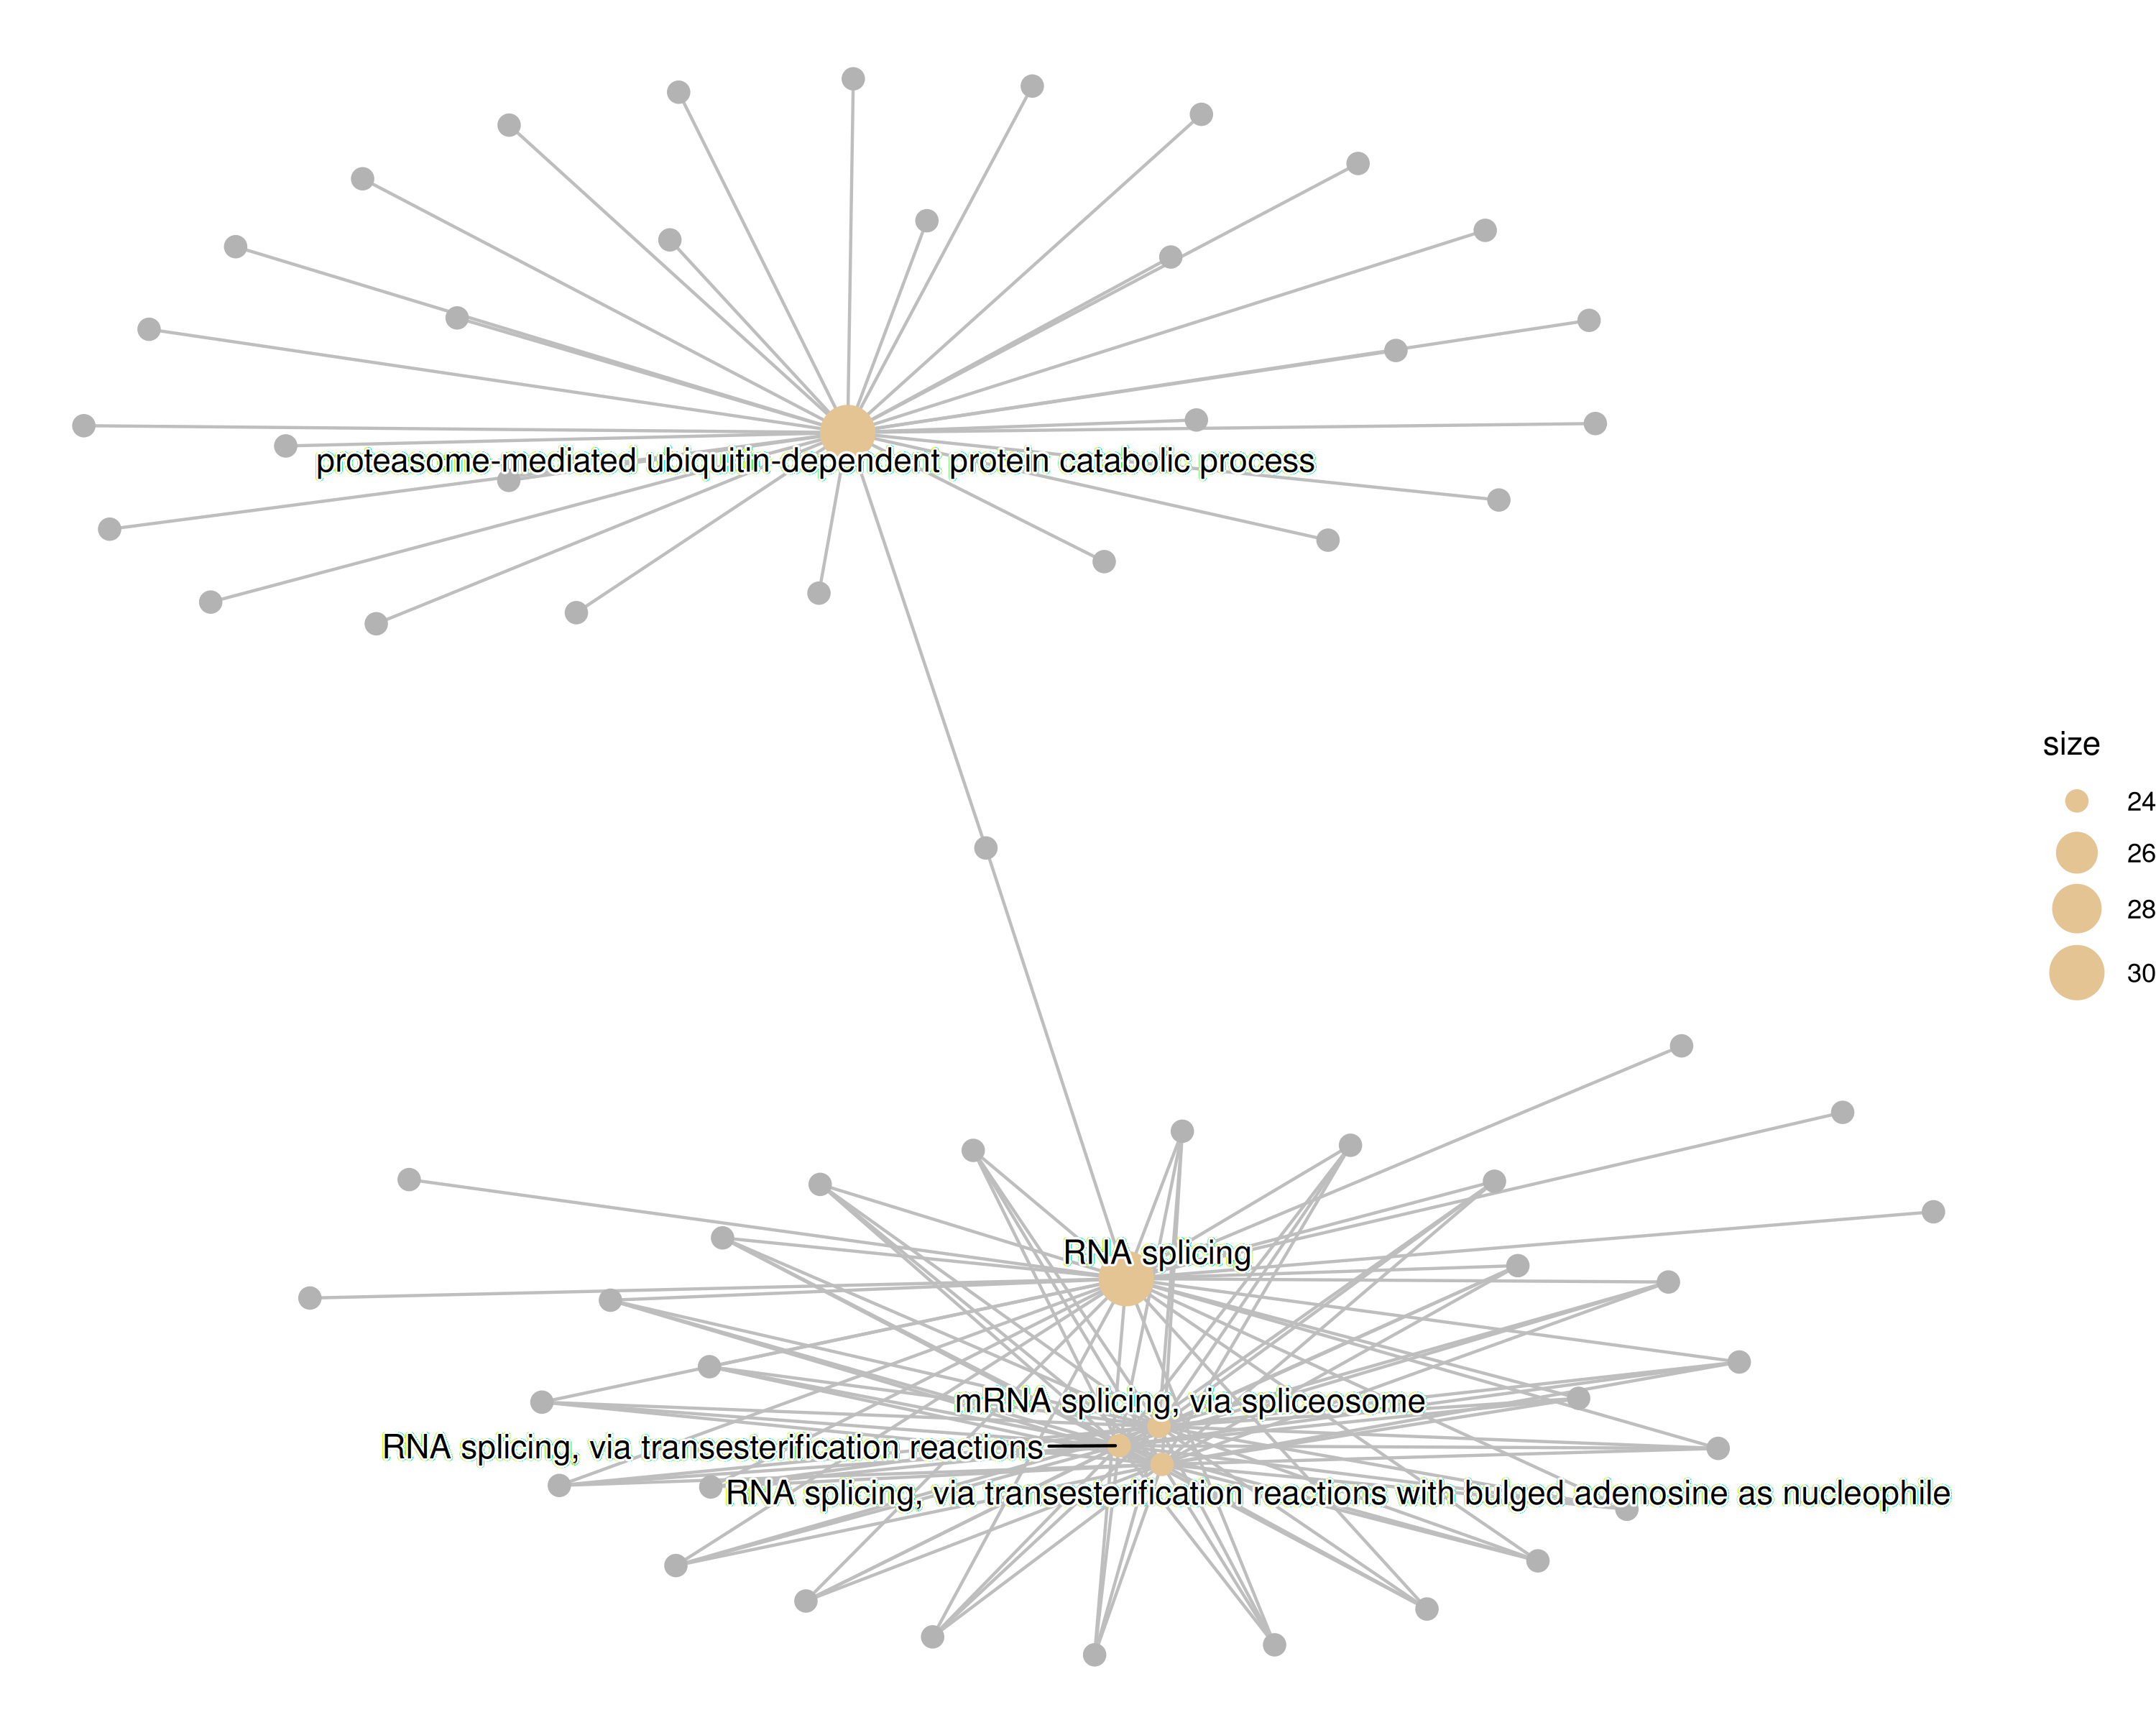 proteasome-mediated ubiquitin-dependent protein catabolic process
size
24
26
28
30
RNA splicing
mRNA splicing, via spliceosome
RNA splicing, via transesterification reactions
RNA splicing, via transesterification reactions with bulged adenosine as nucleophile